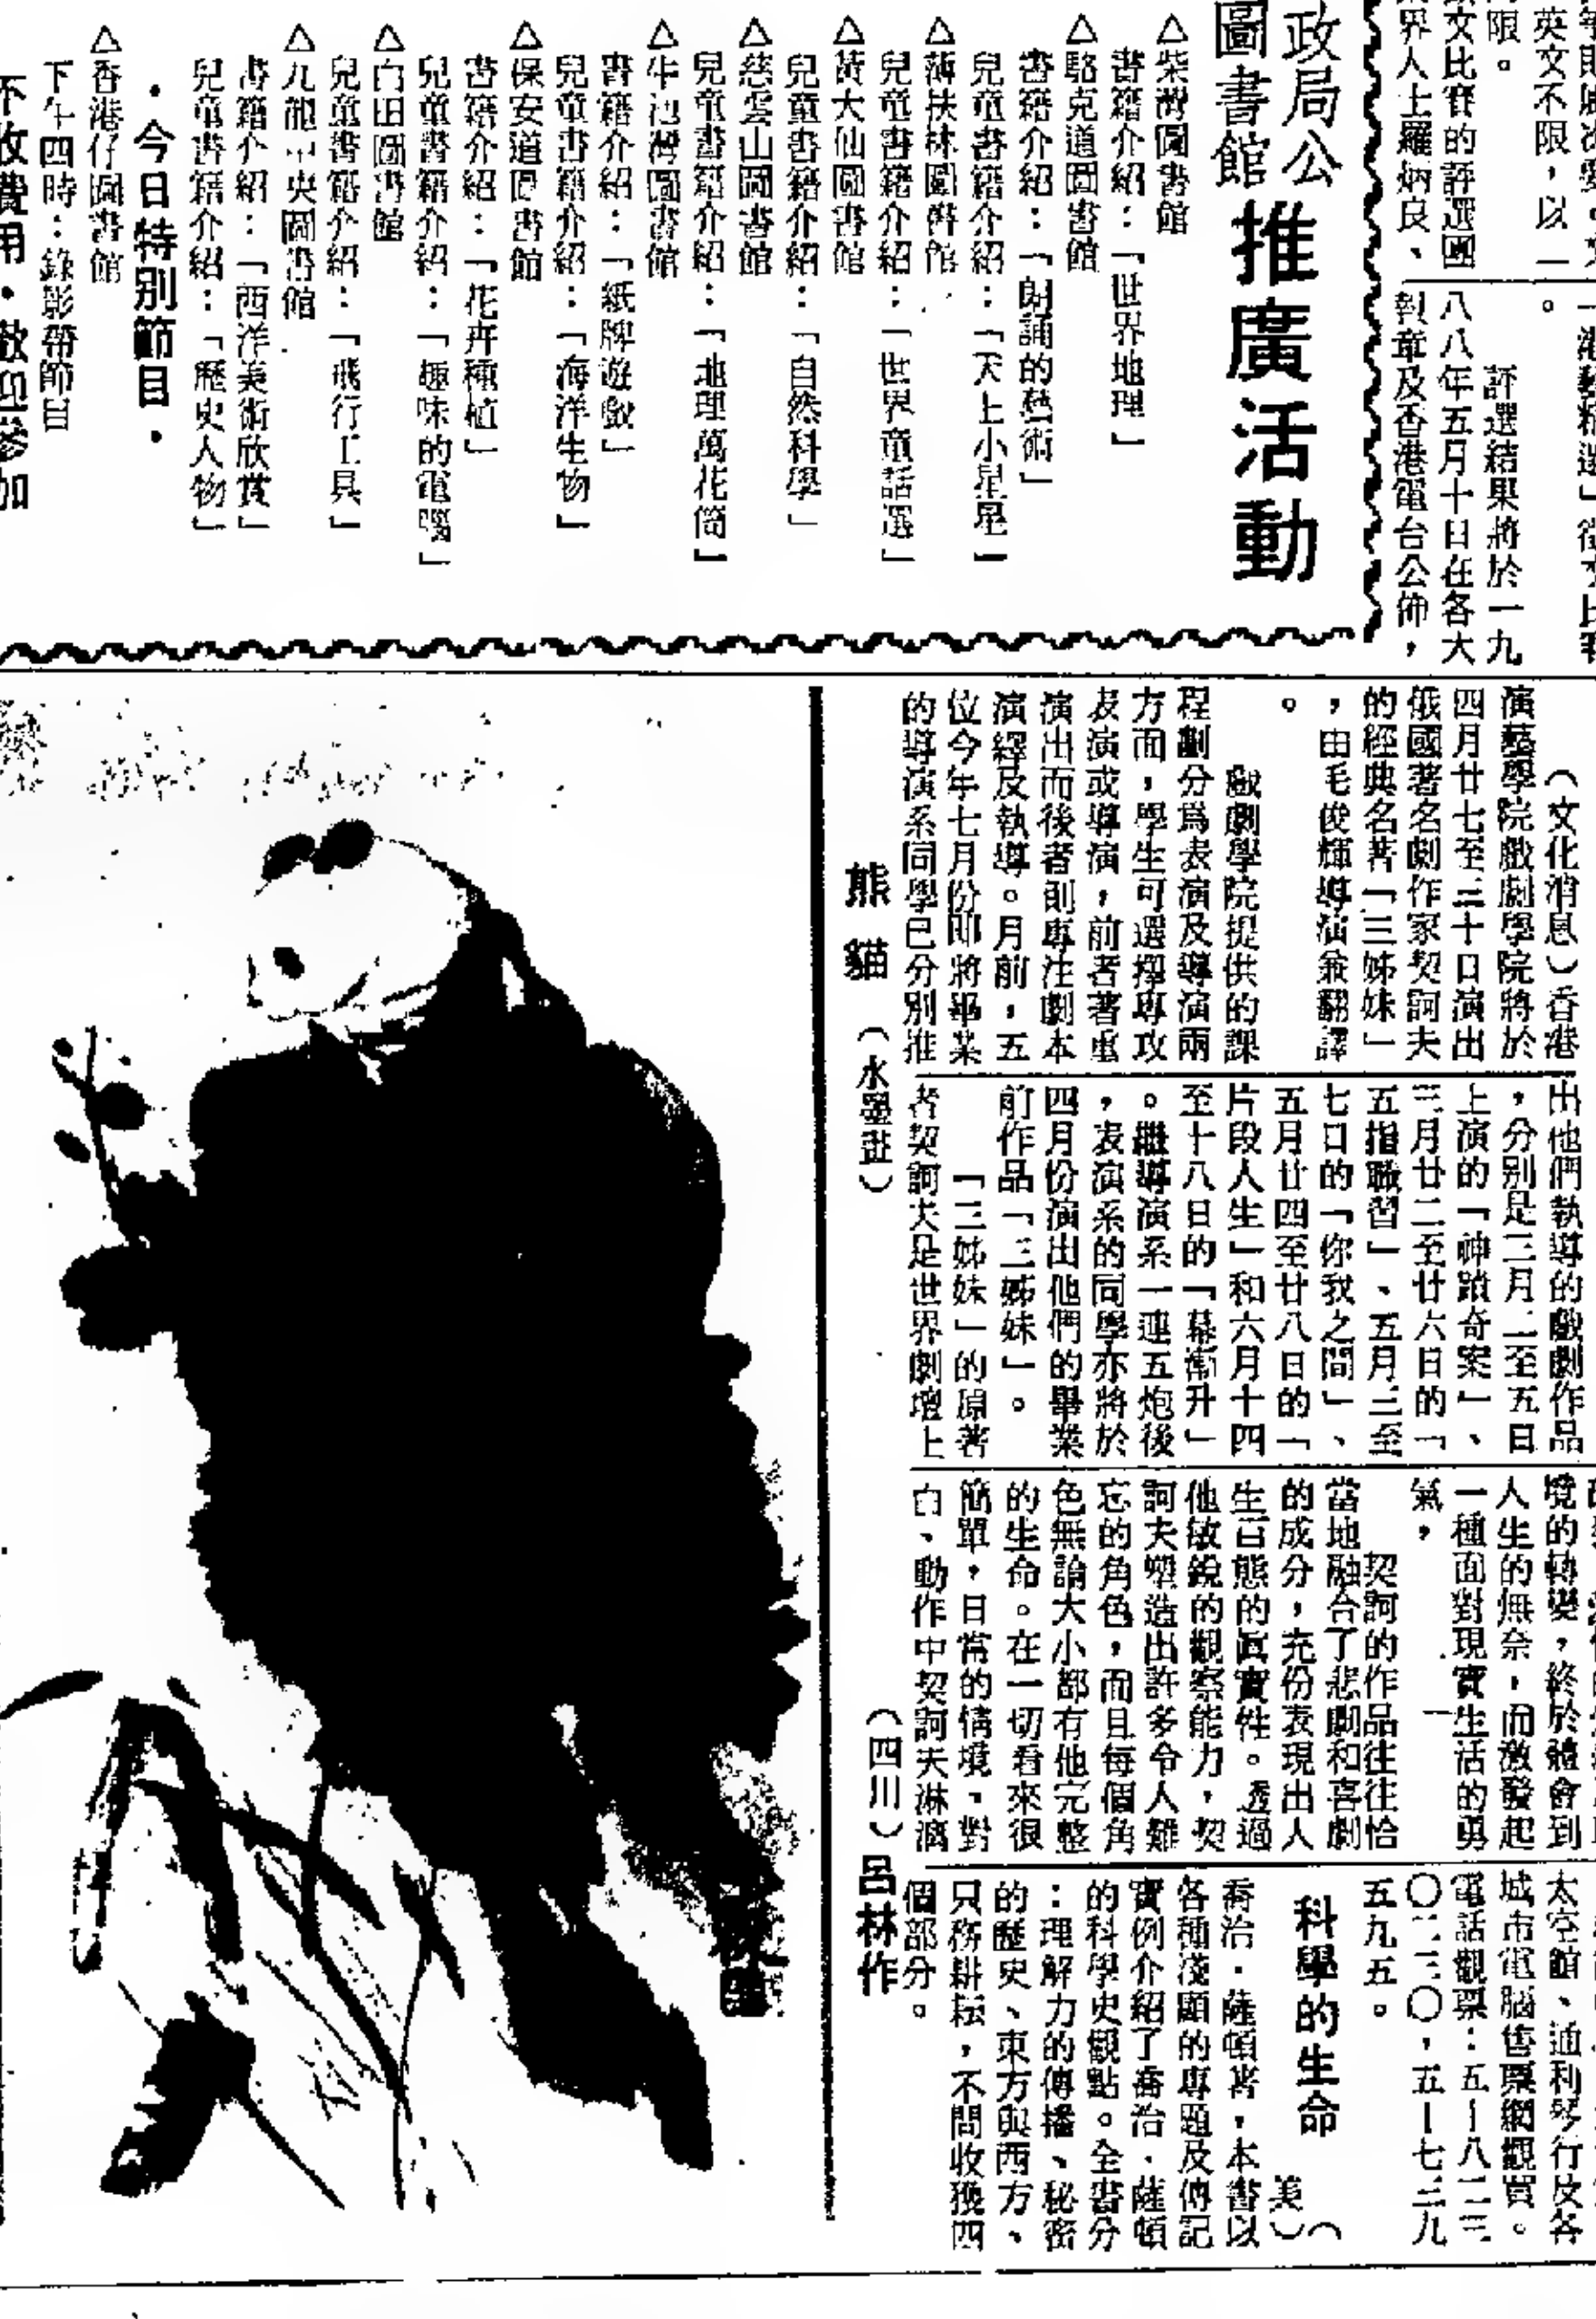 英文不限，以一
限。
文比賽的評選國
界人士羅炳良、
評選結果將於一九
八八年五月十日在各大
報章及香港電台公佈，
。
政局公
圖書館
推廣活動
△柴灣圖書館
書籍介紹：「世界地理」
△駱克道圖書館
書籍介紹：「朗誦的藝術」
兒童書籍介紹：「天上小星星」
△薄扶林圖書館
兒童書籍介紹：「世界童話選」
△黃大仙圖書館
兒童書籍介紹：「自然科學」
△慈雲山圖書館
兒童書籍介紹：「地理萬花筒」
△牛池灣圖書館
書籍介紹：「紙牌遊戲」
兒童書籍介紹：「海洋生物」
△保安道圖書館
書籍介紹：「花卉種植」
兒童書籍介紹：「趣味的電腦」
△白田圖書館
兒童書籍介紹：「飛行工具」
△九龍中央圖書館
書籍介紹：「西洋美術欣賞」
兒童書籍介紹：「歷史人物」
・今日特別節目・
△香港仔圖書館
下午四時：錄影帶節目
不收費用・歡迎參加
（文化消息）香港
演藝學院戲劇學院將於
四月廿七至三十日演出
俄國著名劇作家契訶夫
的經典名著「三姊妹」
，由毛俊輝導演兼翻譯
。
戲劇學院提供的課
程劃分為表演及導演兩
方面，學生可選擇專攻
表演或導演，前者著重
演出而後者則專注劇本
演繹及執導。月前，五
位今年七月份即將畢業
的導演系同學已分別推
出他們執導的戲劇作品
，分別是三月二至五日
上演的「神蹟奇案」、
三月廿二至廿六日的「
五指職習」、五月三至
七日的「你我之間」、
五月廿四至廿八日的「
片段人生」和六月十四
至十八日的「幕漸升」
。繼導演系一連五炮後
，表演系的同學亦將於
四月份演出他們的畢業
前作品「三姊妹」。
「三姊妹」的原著
者契訶夫是世界劇壇上
境的轉變，終於體會到
人生的無奈，而激發起
一種面對現實生活的勇
氣，
契訶的作品往往恰
當地融合了悲劇和喜劇
的成分，充份表現出人
生百態的真實性。透過
他敏銳的觀察能力，契
訶夫塑造出許多令人難
忘的角色，而且每個角
色無論大小都有他完整
的生命。在一切看來很
簡單，日常的情境，對
白、動作中契訶夫淋漓
太空館、通利琴行及各
城市電腦售票網觀買。
電話觀票：五—八二三
〇二三〇，五—七三九
五九五。
科學的生命
（美）
喬治・薩頓著，本書以
各種淺顯的專題及傳記
實例介紹了喬治・薩頓
的科學史觀點。全書分
：理解力的傳播、秘密
的歷史、東方與西方、
只務耕耘，不問收獲四
個部分。
熊貓　（水墨畫）
（四川）呂林作